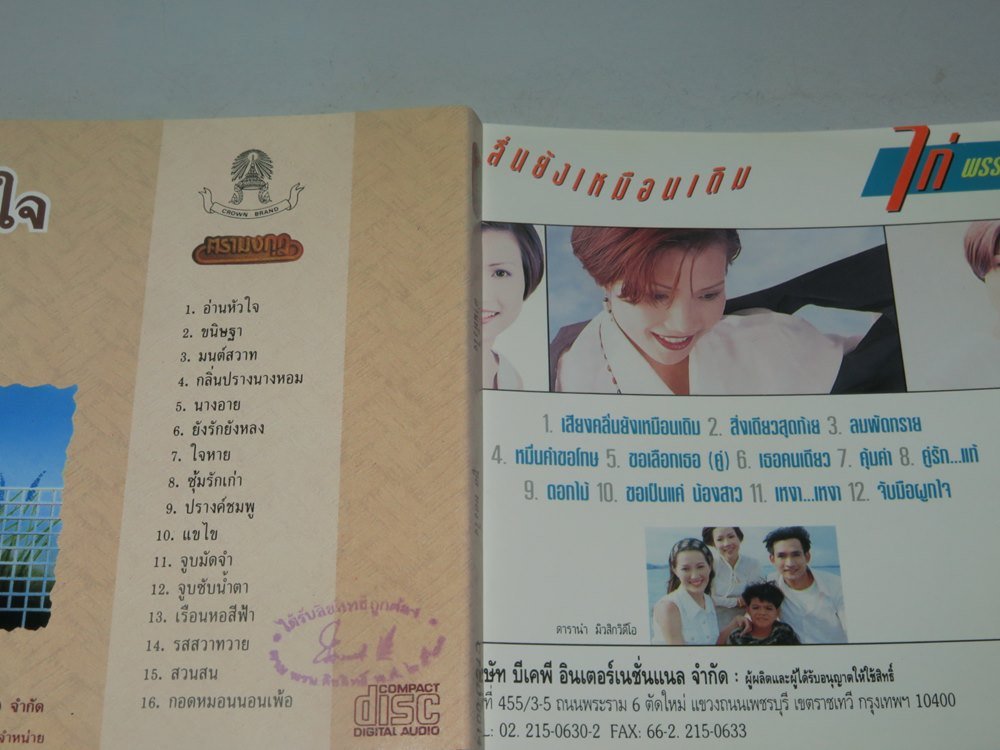 ใจ
CROWN BRAND
ตรามงกุฎ
1. อ่านหัวใจ
2. ขนิษฐา
3. มนต์สวาท
4. กลิ่นปรางนางหอม
5. นางอาย
6. ยังรักยังหลง
7. ใจหาย
8. ซุ้มรักเก่า
9. ปรางค์ชมพู
10. แขไข
11. จูบมัดจำ
12. จูบซับน้ำตา
13. เรือนหอสีฟ้า
14. รสสวาทวาย
15. สวนสน
16. กอดหมอนนอนเพ้อ
ได้รับลิขสิทธิ์ถูกต้อง
COMPACT
disc
DIGITAL AUDIO
จำกัด
จำหน่าย
ลื่นยังเหมือนเดิม
ไก่ พรร
1. เสียงคลื่นยังเหมือนเดิม 2. สิ่งเดียวสุดท้าย 3. ลมพัดทราย
4. หมื่นคำขอโทษ 5. ขอเลือกเธอ (คู่) 6. เธอคนเดียว 7. คุ้มค่า 8. คู่รัก...แท้
9. ดอกไม้ 10. ขอเป็นแค่ น้องสาว 11. เหงา...เหงา 12. จับมือผูกใจ
ดารานำ มิวสิกวิดีโอ
ษัท บีเคพี อินเตอร์เนชั่นแนล จำกัด : ผู้ผลิตและผู้ได้รับอนุญาตให้ใช้สิทธิ์
ที่ 455/3-5 ถนนพระราม 6 ตัดใหม่ แขวงถนนเพชรบุรี เขตราชเทวี กรุงเทพฯ 10400
L: 02. 215-0630-2 FAX: 66-2. 215-0633